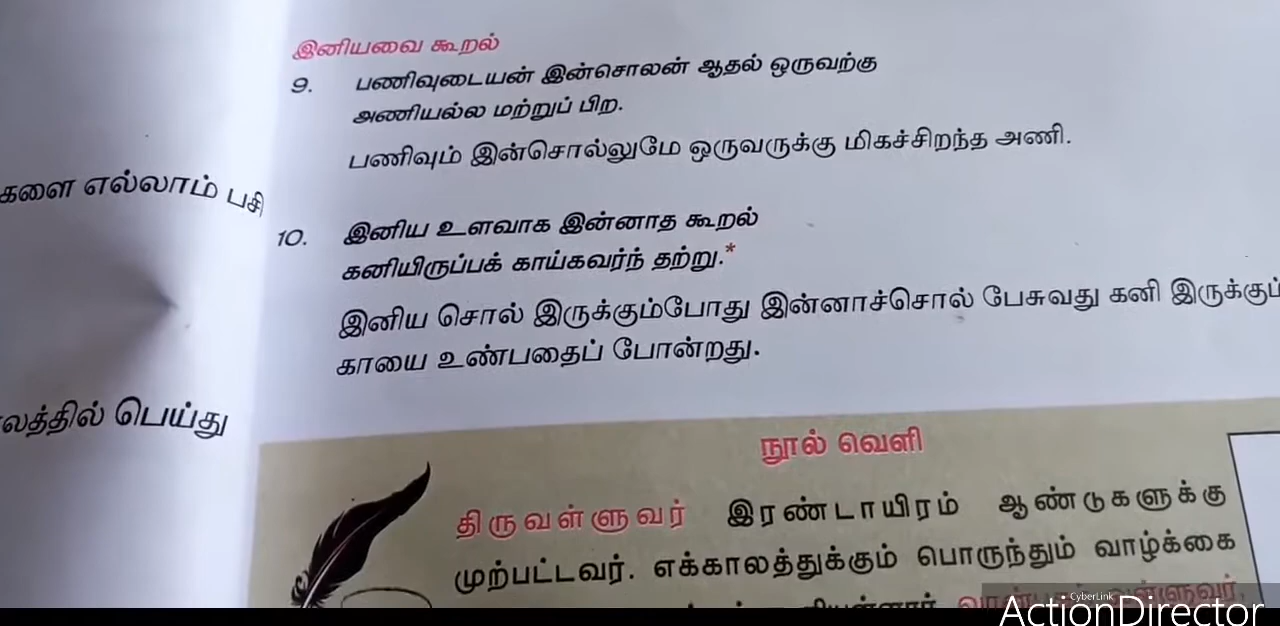 இனியவை கூறல்
9. பணிவுடையன் இன்சொலன் ஆதல் ஒருவற்கு
அணியல்ல மற்றுப் பிற.
பணிவும் இன்சொல்லுமே ஒருவருக்கு மிகச்சிறந்த அணி.
களை எல்லாம் பசி
10. இனிய உளவாக இன்னாத கூறல்
கனியிருப்பக் காய்கவர்ந் தற்று.*
இனிய சொல் இருக்கும்போது இன்னாச்சொல் பேசுவது கனி
காயை உண்பதைப் போன்றது.
பெய்து
நூல் வெளி
திருவள்ளுவர் இரண்டாயிரம் ஆண்டுகளுக்கு
முற்பட்டவர். எக்காலத்துக்கும் பொருந்தும் வாழ்க்கை
CyberLink
ActionDirector